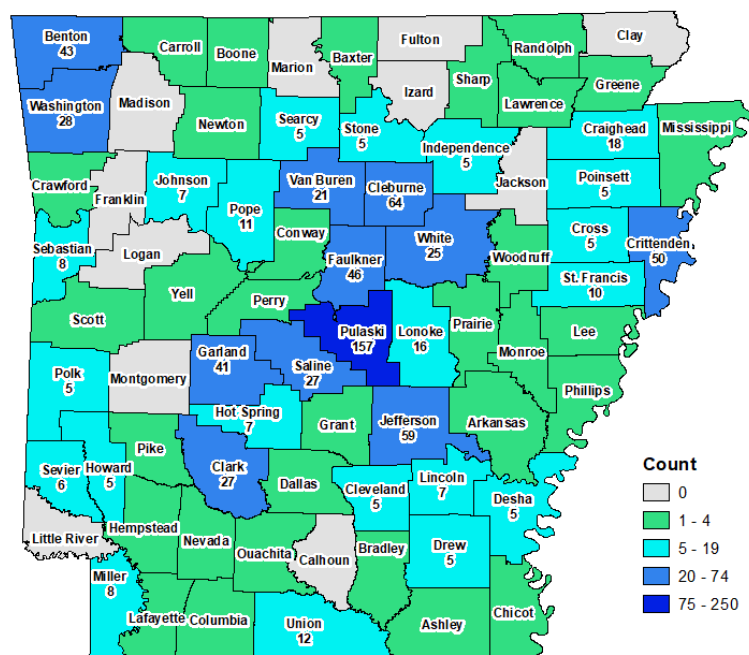 Benton
43
Carroll
Boone
Marion
Baxter
Fulton
Randolph
Clay
Izard
Sharp
Greene
Lawrence
Washington
28
Madison
Newton
Searcy
5
Stone
5
Independence
5
Craighead
18
Mississippi
Crawford
Franklin
Johnson
7
Van Buren
21
Cleburne
64
Jackson
Poinsett
5
Pope
11
Conway
White
25
Cross
5
Crittenden
50
Sebastian
8
Logan
Faulkner
46
Woodruff
St. Francis
10
Yell
Perry
Scott
Pulaski
157
Lonoke
16
Prairie
Lee
Monroe
Garland
41
Saline
27
Polk
5
Montgomery
Phillips
Hot Spring
7
Grant
Jefferson
59
Arkansas
Pike
Clark
27
Dallas
Sevier
6
Howard
5
Cleveland
5
Lincoln
7
Desha
5
Little River
Hempstead
Nevada
Ouachita
Calhoun
Bradley
Drew
5
Miller
8
Lafayette
Columbia
Union
12
Ashley
Chicot
Count
0
1 - 4
5 - 19
20 - 74
75 - 250